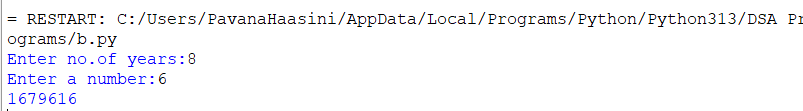 = RESTART: C:/Users/PavanaHaasini/AppData/Local/Programs/Python/Python313/DSA Pr
ograms/b.py
Enter no.of years:8
Enter a number:6
1679616